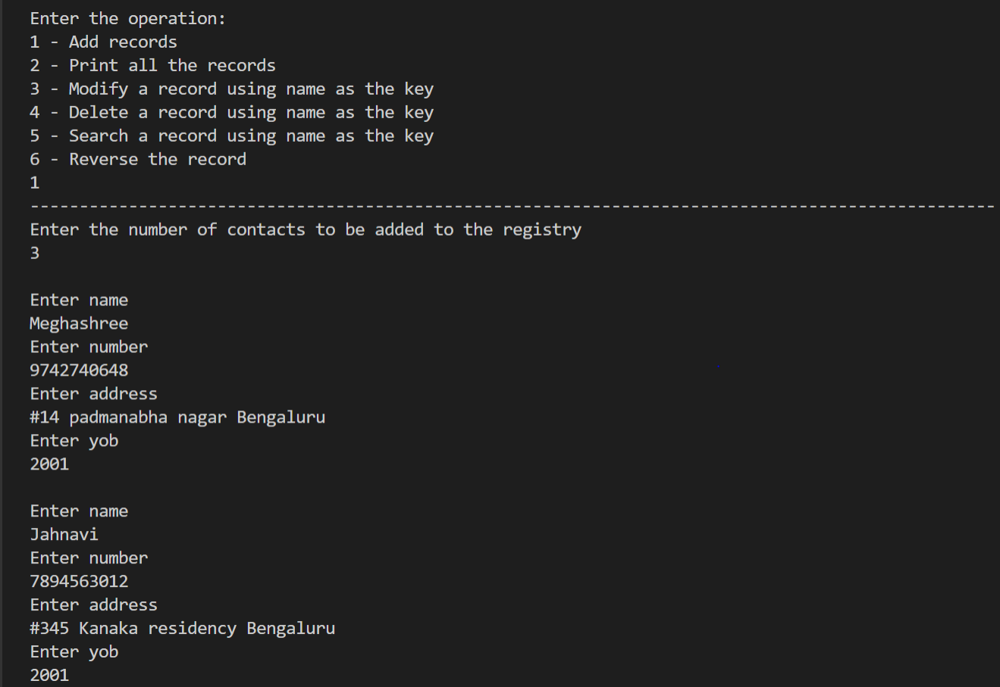 Enter the operation:
1 - Add records
2 - Print all the records
3 - Modify a record using name as the key
4 - Delete a record using name as the key
5 - Search a record using name as the key
6 - Reverse the record
1
--------------------------------------------------------------------------------------------------
Enter the number of contacts to be added to the registry
3

Enter name
Meghashree
Enter number
9742740648
Enter address
#14 padmanabha nagar Bengaluru
Enter yob
2001

Enter name
Jahnavi
Enter number
7894563012
Enter address
#345 Kanaka residency Bengaluru
Enter yob
2001